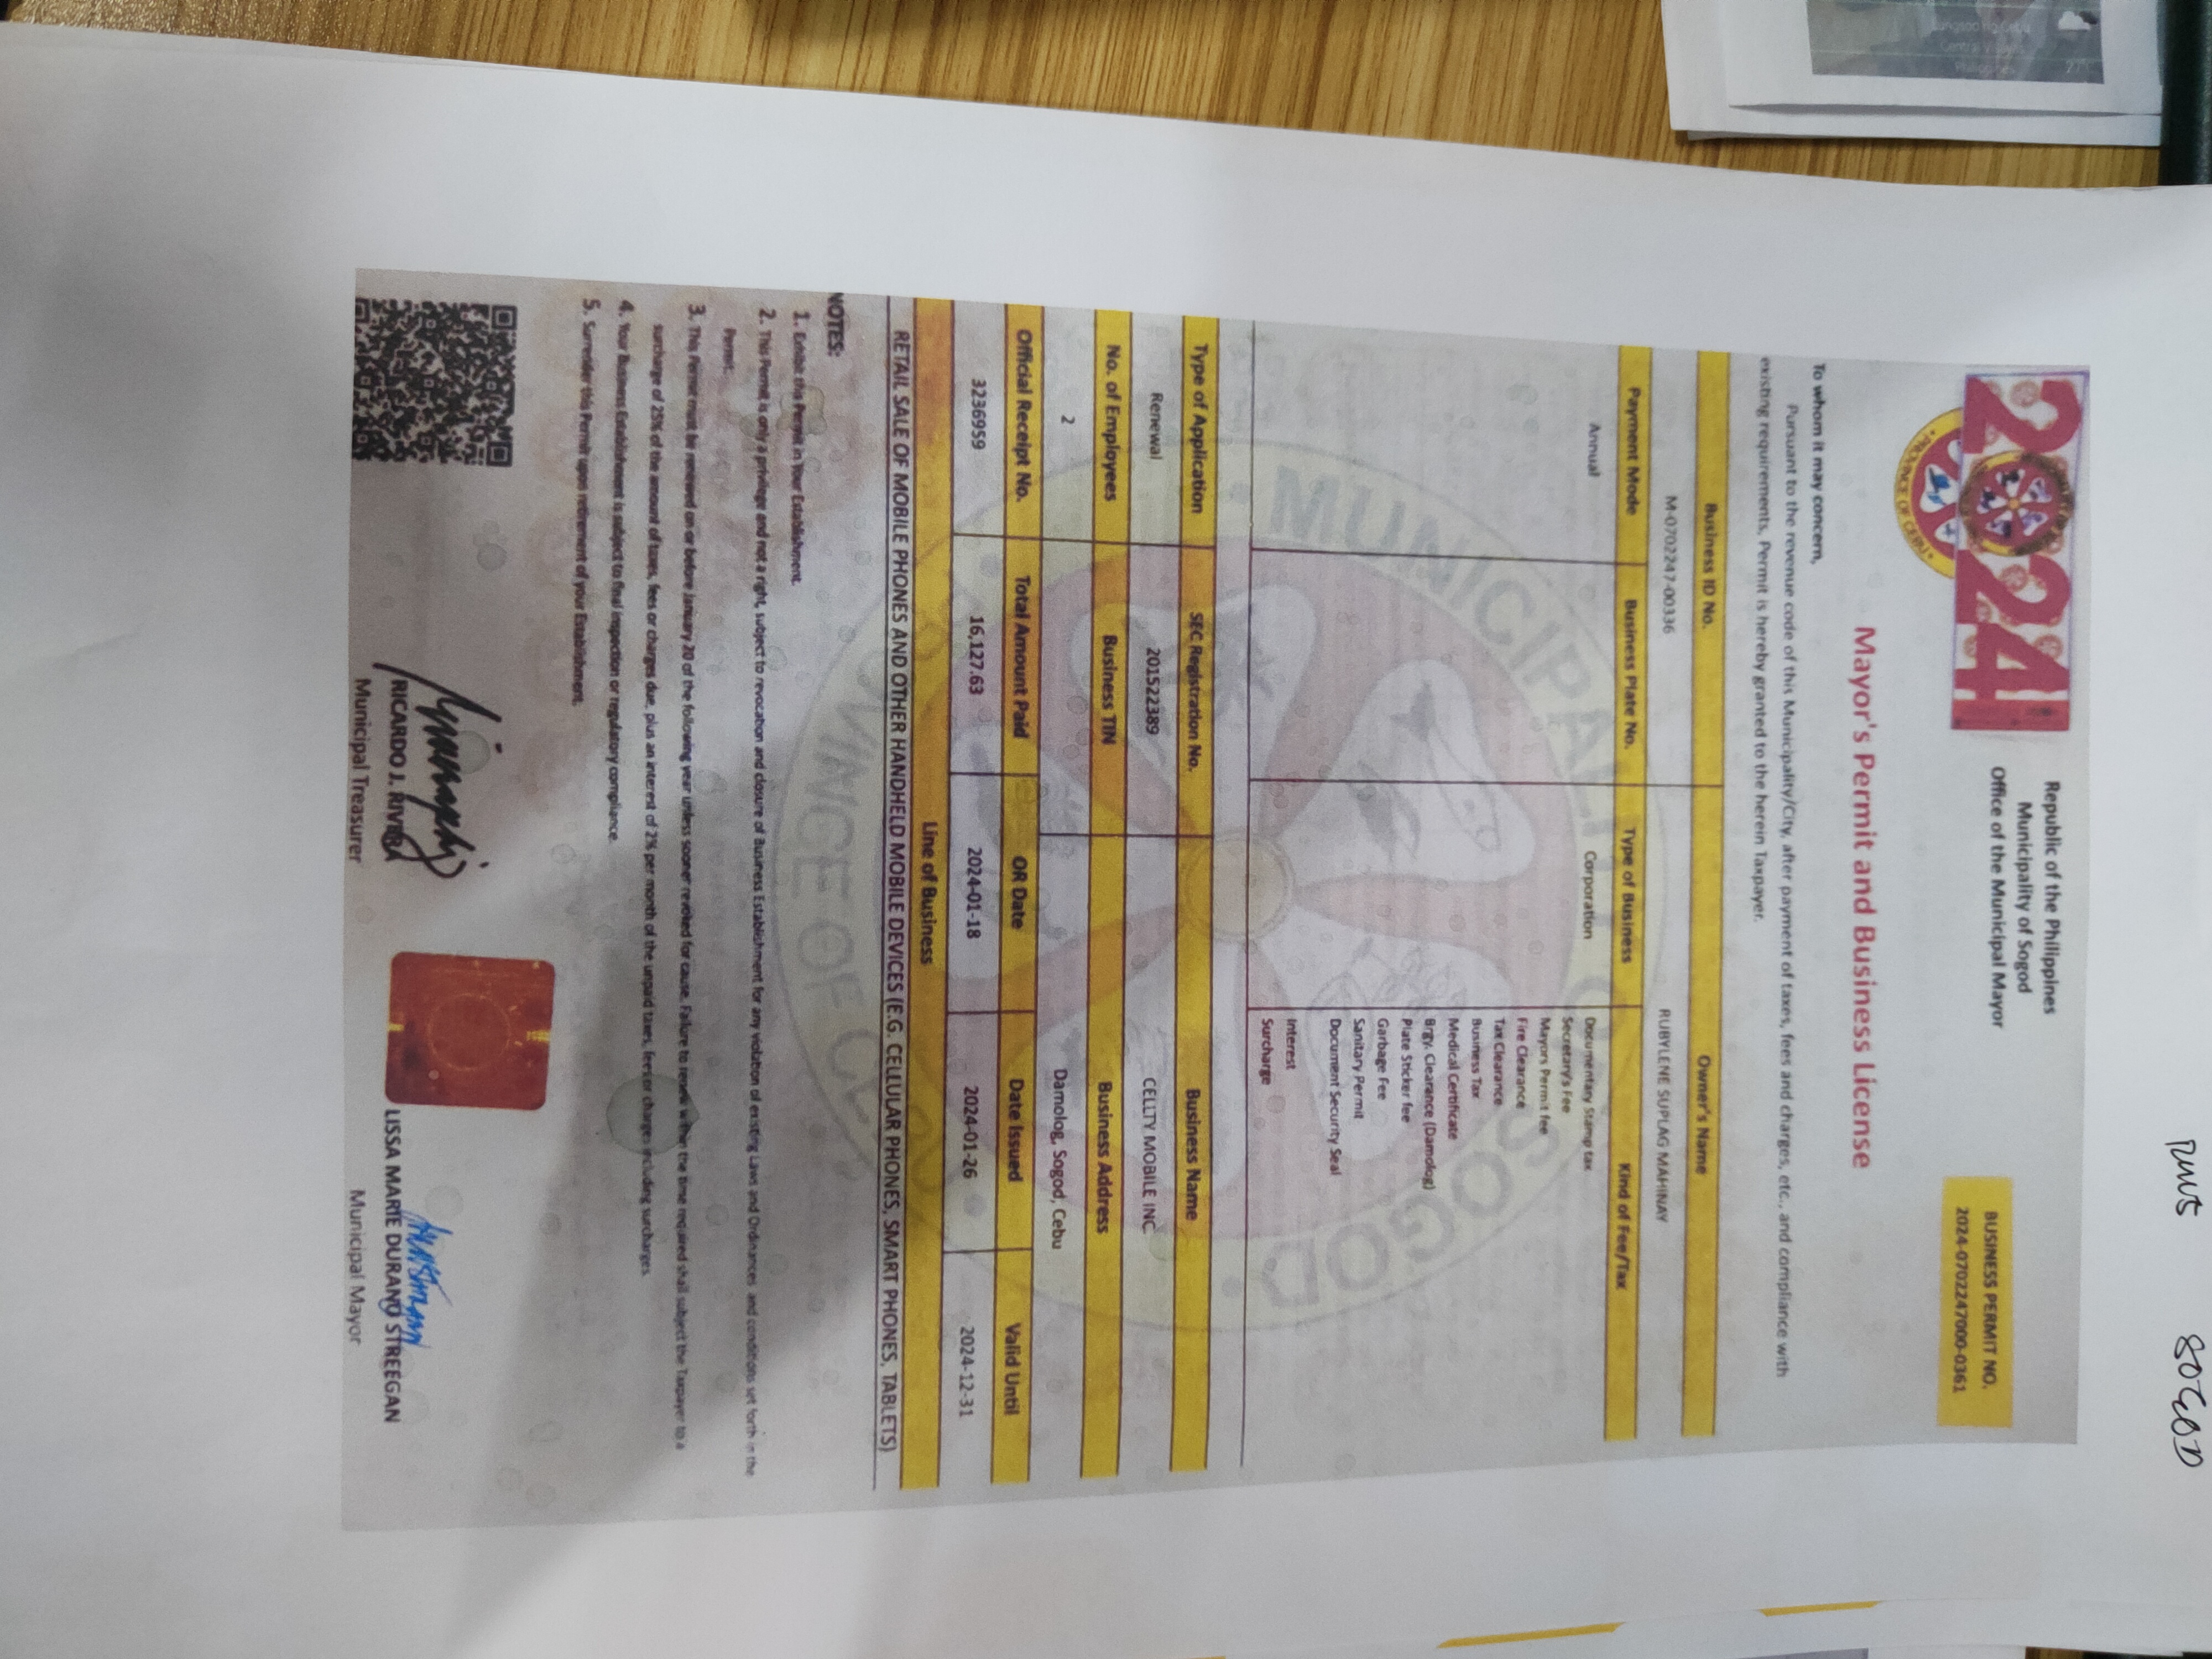 PLUS SOGOD
2024
Republic of the Philippines
Municipality of Sogod
Office of the Municipal Mayor
BUSINESS PERMIT NO.
2024-0702247000-0361
Mayor's Permit and Business License
To whom it may concern,
Pursuant to the revenue code of this Municipality/City, after payment of taxes, fees and charges, etc., and compliance with
existing requirements, Permit is hereby granted to the herein Taxpayer.
Business ID No. Owner's Name
M-0702247-00336 RUBYLENE SUPLAG MAHINAY
Payment Mode Business Plate No. Type of Business Kind of Fee/Tax
Annual Corporation Documentary Stamp tax
Secretary's Fee
Mayors Permit fee
Fire Clearance
Tax Clearance
Business Tax
Medical Certificate
Brgy. Clearance (Damolog)
Plate Sticker fee
Garbage Fee
Sanitary Permit
Document Security Seal
Interest
Surcharge
Type of Application SEC Registration No. Business Name
Renewal 201522389 CELLTY MOBILE INC.
No. of Employees Business TIN Business Address
2 Damolog, Sogod, Cebu
Official Receipt No. Total Amount Paid OR Date Date Issued Valid Until
3236959 16,127.63 2024-01-18 2024-01-26 2024-12-31
Line of Business
RETAIL SALE OF MOBILE PHONES AND OTHER HANDHELD MOBILE DEVICES (E.G. CELLULAR PHONES, SMART PHONES, TABLETS)
NOTES:
1. Exhibit this Permit in Your Establishment.
2. This Permit is only a privilege and not a right, subject to revocation and closure of Business Establishment for any violation of existing Laws and Ordinances and conditions set forth in the
Permit.
3. This Permit must be renewed on or before January 20 of the following year unless sooner revoked for cause. Failure to renew within the time required shall subject the Taxpayer to a
surcharge of 25% of the amount of taxes, fees or charges due, plus an interest of 2% per month of the unpaid taxes, fees or charges including surcharges.
4. Your Business Establishment is subject to final inspection or regulatory compliance.
5. Surrender this Permit upon retirement of your Establishment.
RICARDO J. RIVERA
Municipal Treasurer
LISSA MARIE DURANO STREEGAN
Municipal Mayor
MUNICIPALITY OF SOGOD
PROVINCE OF CEBU